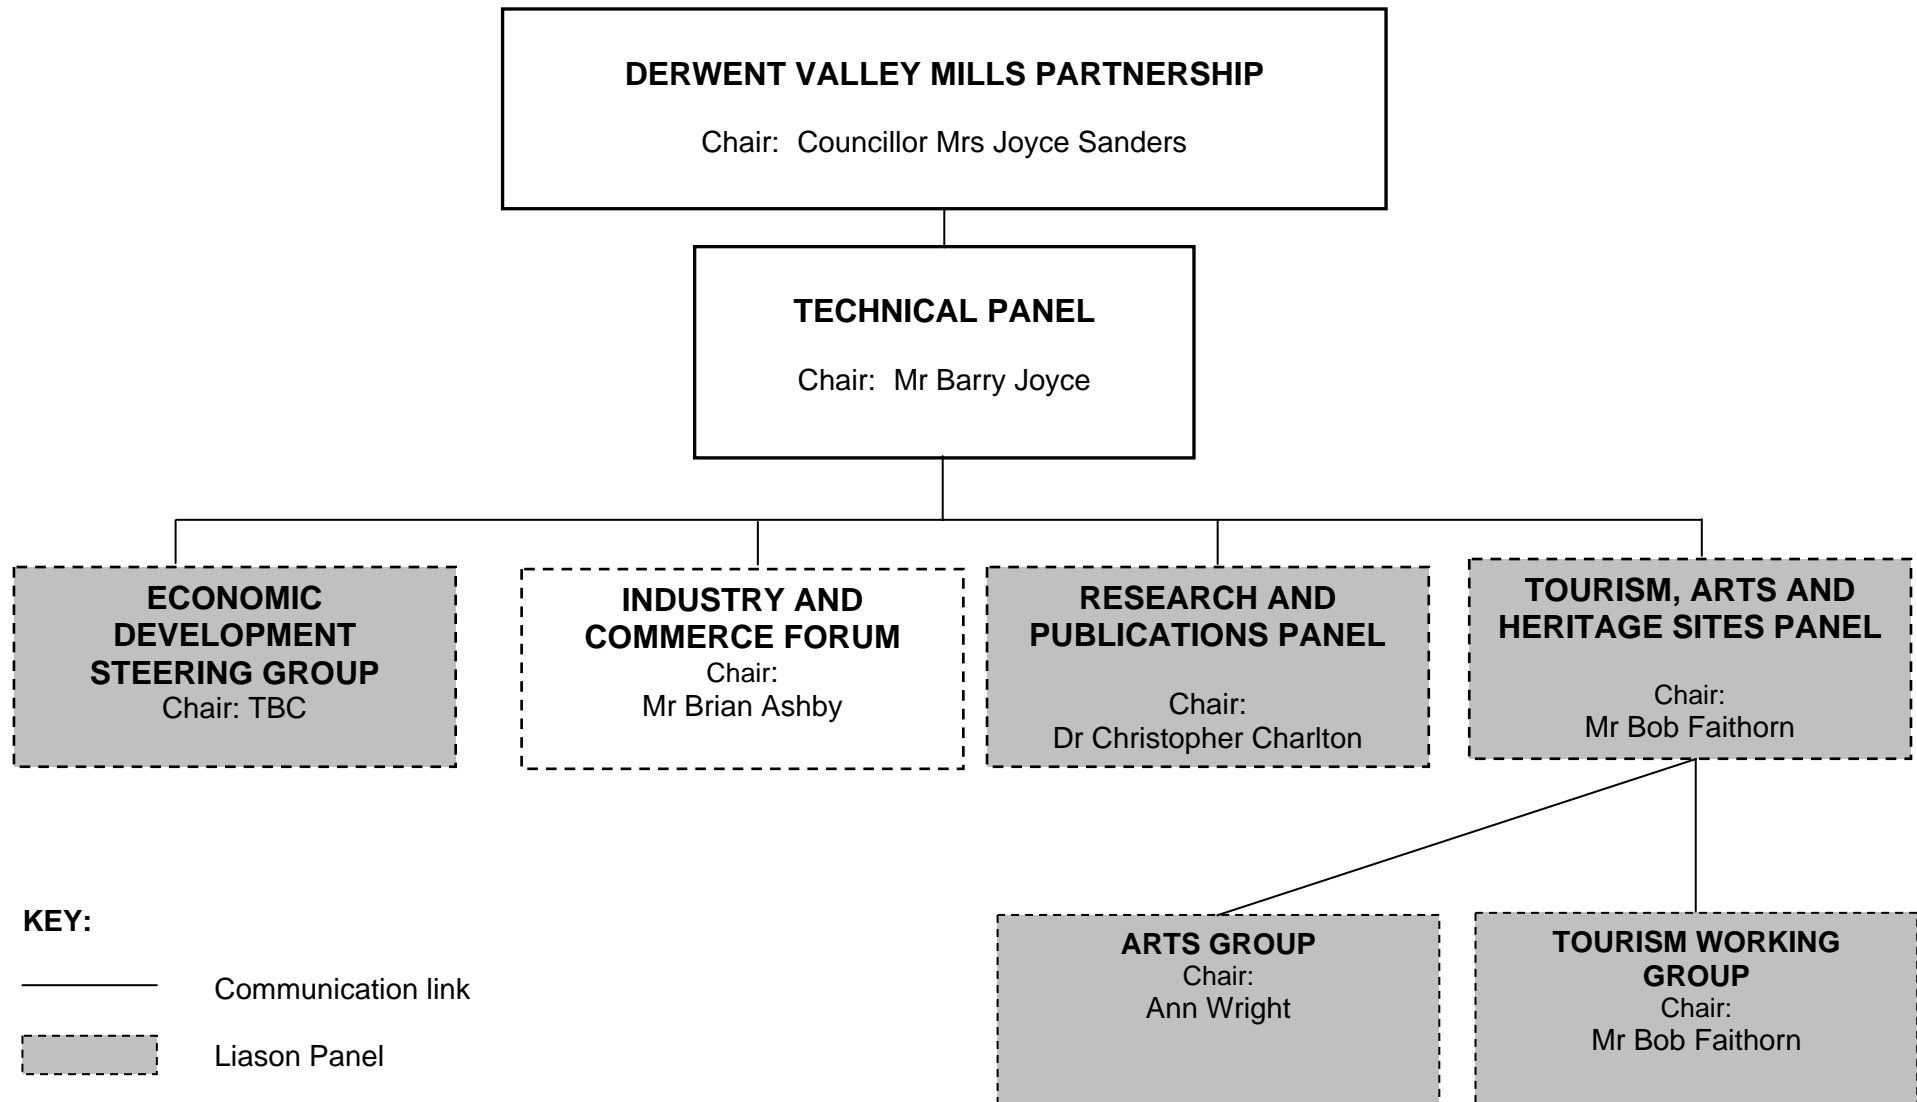 DERWENT VALLEY MILLS PARTNERSHIP
Chair: Councillor Mrs Joyce Sanders
TECHNICAL PANEL
Chair: Mr Barry Joyce
ECONOMIC
DEVELOPMENT
STEERING GROUP
Chair: TBC
INDUSTRY AND
COMMERCE FORUM
Chair:
Mr Brian Ashby
RESEARCH AND
PUBLICATIONS PANEL
Chair:
Dr Christopher Charlton
TOURISM, ARTS AND
HERITAGE SITES PANEL
Chair:
Mr Bob Faithorn
ARTS GROUP
Chair:
Ann Wright
TOURISM WORKING
GROUP
Chair:
Mr Bob Faithorn
KEY:
Communication link
Liason Panel